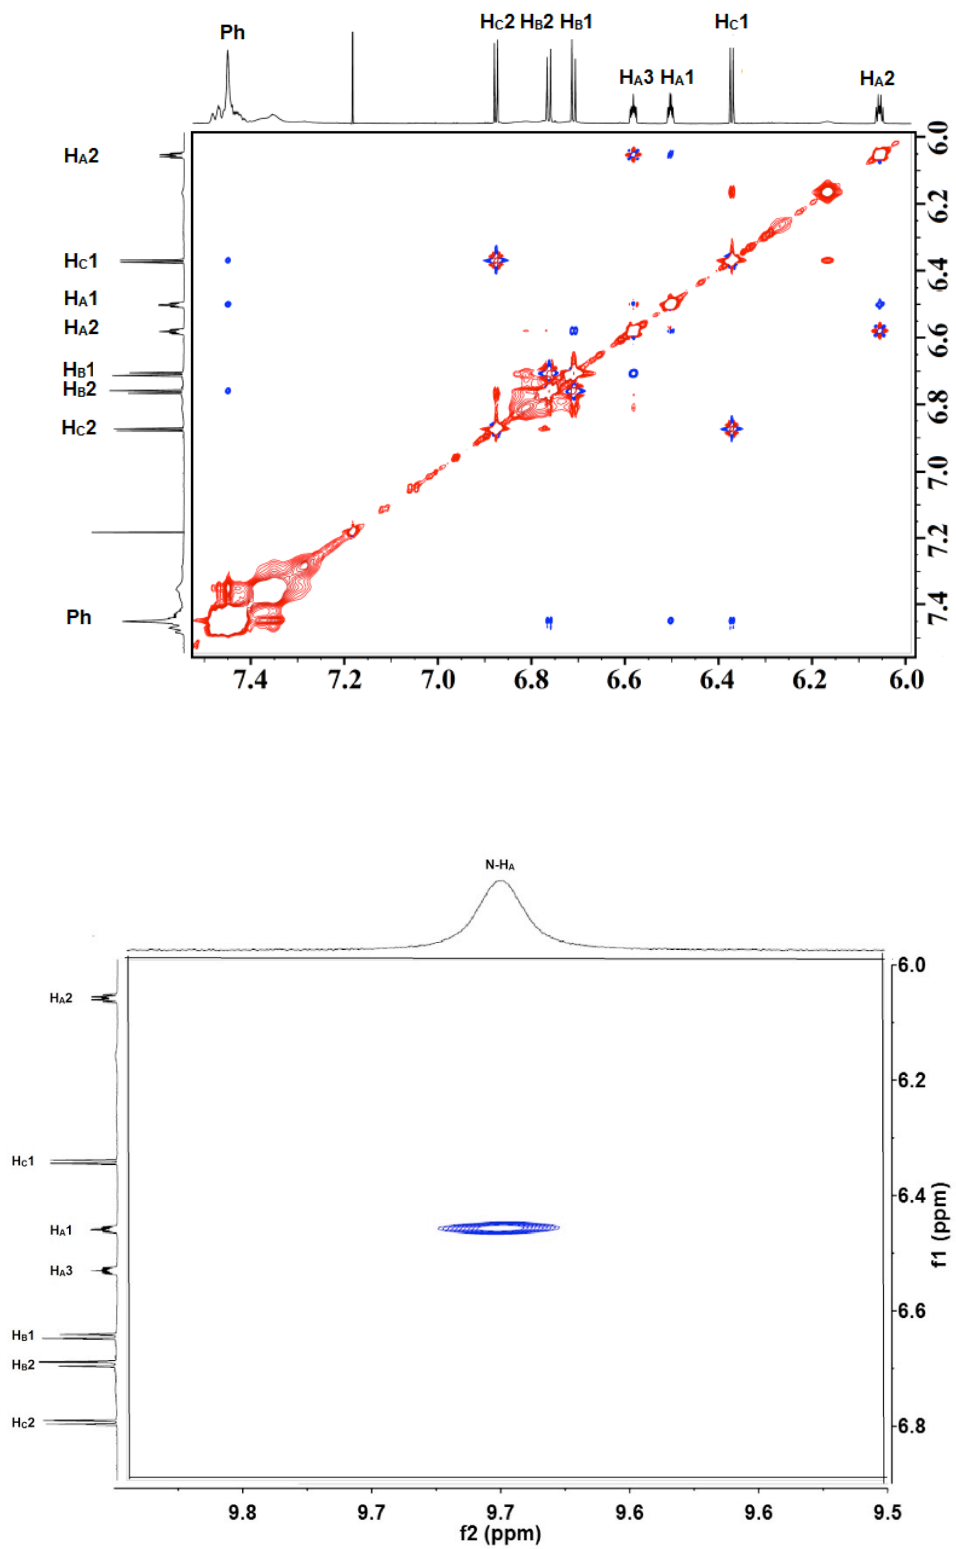 Ph HC2 HB2 HB1 HC1
HA3 HA1 HA2
HA2
HC1
HA1
HA2
HB1
HB2
HC2
Ph
6.0
6.2
6.4
6.6
6.8
7.0
7.2
7.4
7.4 7.2 7.0 6.8 6.6 6.4 6.2 6.0
N-HA
HA2
HC1
HA1
HA3
HB1
HB2
HC2
6.0
6.2
6.4
6.6
6.8
f1 (ppm)
9.8 9.7 9.7 9.6 9.6 9.5
f2 (ppm)